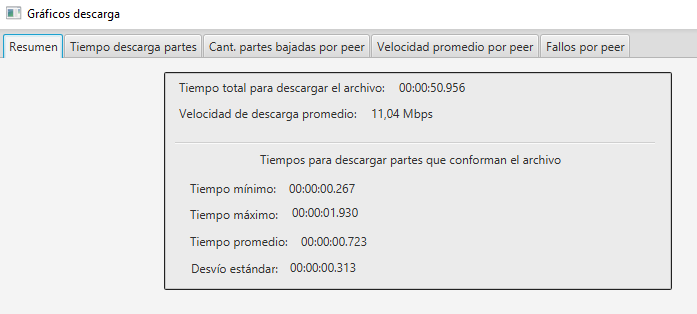 Gráficos descarga
Resumen Tiempo descarga partes Cant. partes bajadas por peer Velocidad promedio por peer Fallos por peer
Tiempo total para descargar el archivo: 00:00:50.956
Velocidad de descarga promedio: 11,04 Mbps
Tiempos para descargar partes que conforman el archivo
Tiempo mínimo: 00:00:00.267
Tiempo máximo: 00:00:01.930
Tiempo promedio: 00:00:00.723
Desvío estándar: 00:00:00.313